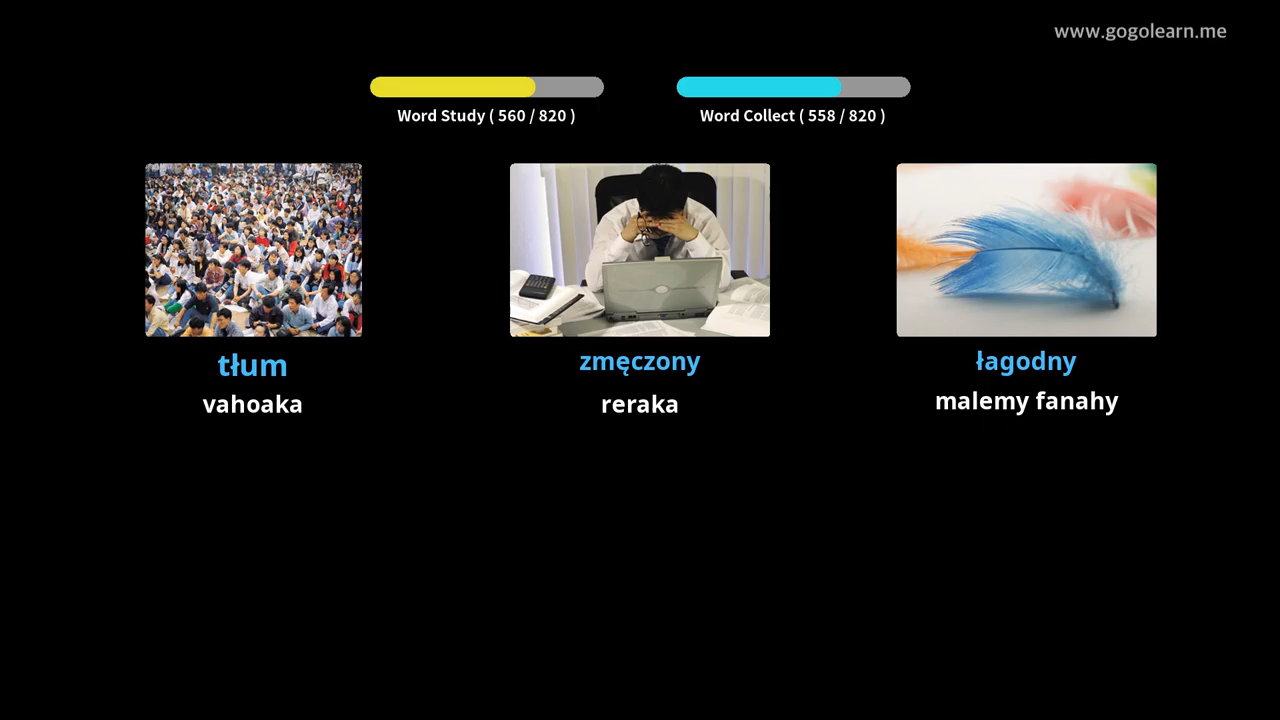 www.gogolearn.me
Word Study ( 560 / 820 )
Word Collect ( 558 / 820 )
tłum
zmęczony
łagodny
vahoaka
reraka
malemy fanahy